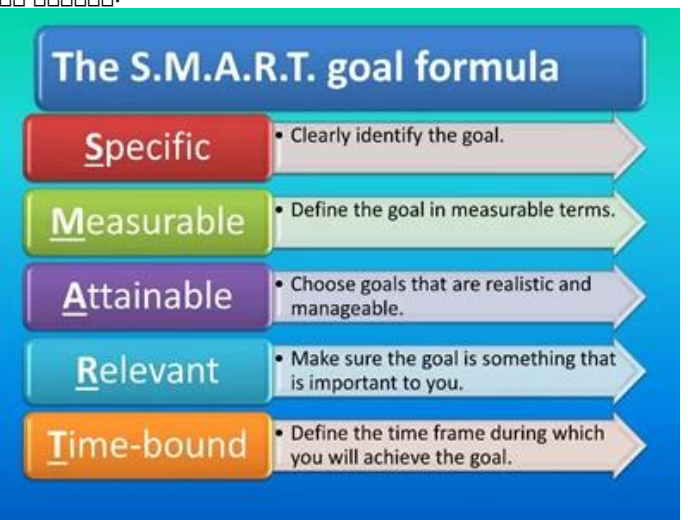 The S.M.A.R.T. goal formula
Specific
• Clearly identify the goal.
Measurable
• Define the goal in measurable terms.
Attainable
• Choose goals that are realistic and
manageable.
Relevant
• Make sure the goal is something that
is important to you.
Time-bound
• Define the time frame during which
you will achieve the goal.